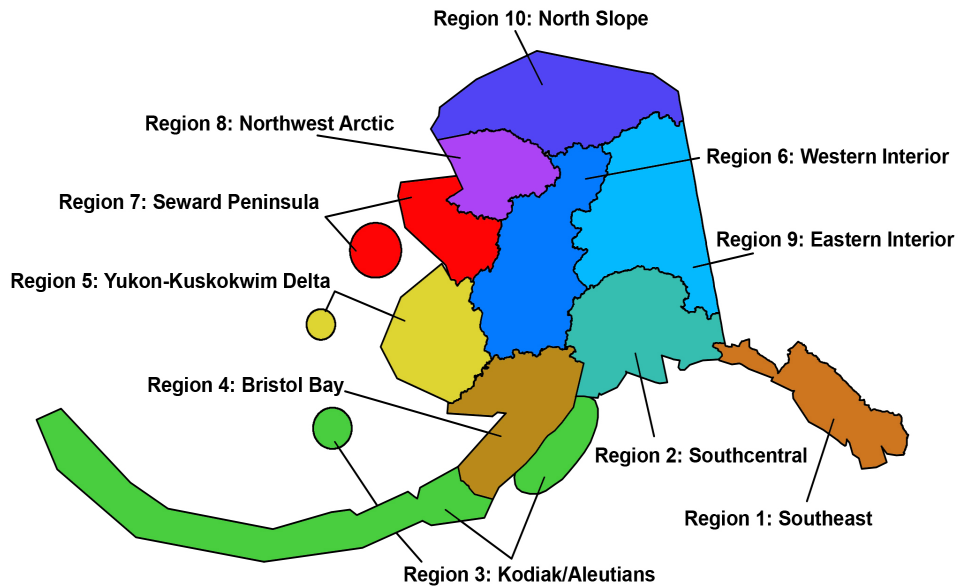 Region 10: North Slope
Region 8: Northwest Arctic
Region 6: Western Interior
Region 7: Seward Peninsula
Region 9: Eastern Interior
Region 5: Yukon-Kuskokwim Delta
Region 4: Bristol Bay
Region 2: Southcentral
Region 1: Southeast
Region 3: Kodiak/Aleutians